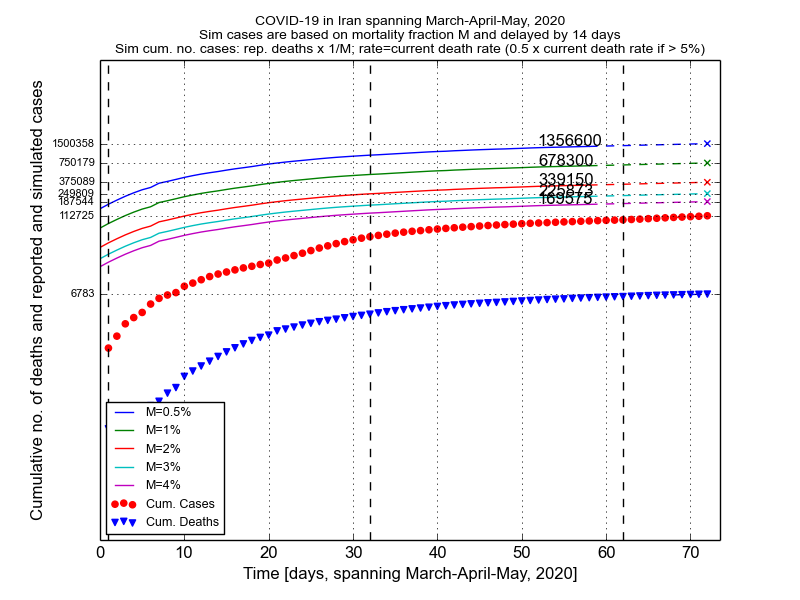 COVID-19 in Iran spanning March-April-May, 2020
Sim cases are based on mortality fraction M and delayed by 14 days
Sim cum. no. cases: rep. deaths x 1/M; rate=current death rate (0.5 x current death rate if > 5%)
Cumulative no. of deaths and reported and simulated cases
1500358
750179
375089
249809
187544
112725
6783
1356600
678300
339150
225873
169575
M=0.5%
M=1%
M=2%
M=3%
M=4%
Cum. Cases
Cum. Deaths
0 10 20 30 40 50 60 70
Time [days, spanning March-April-May, 2020]